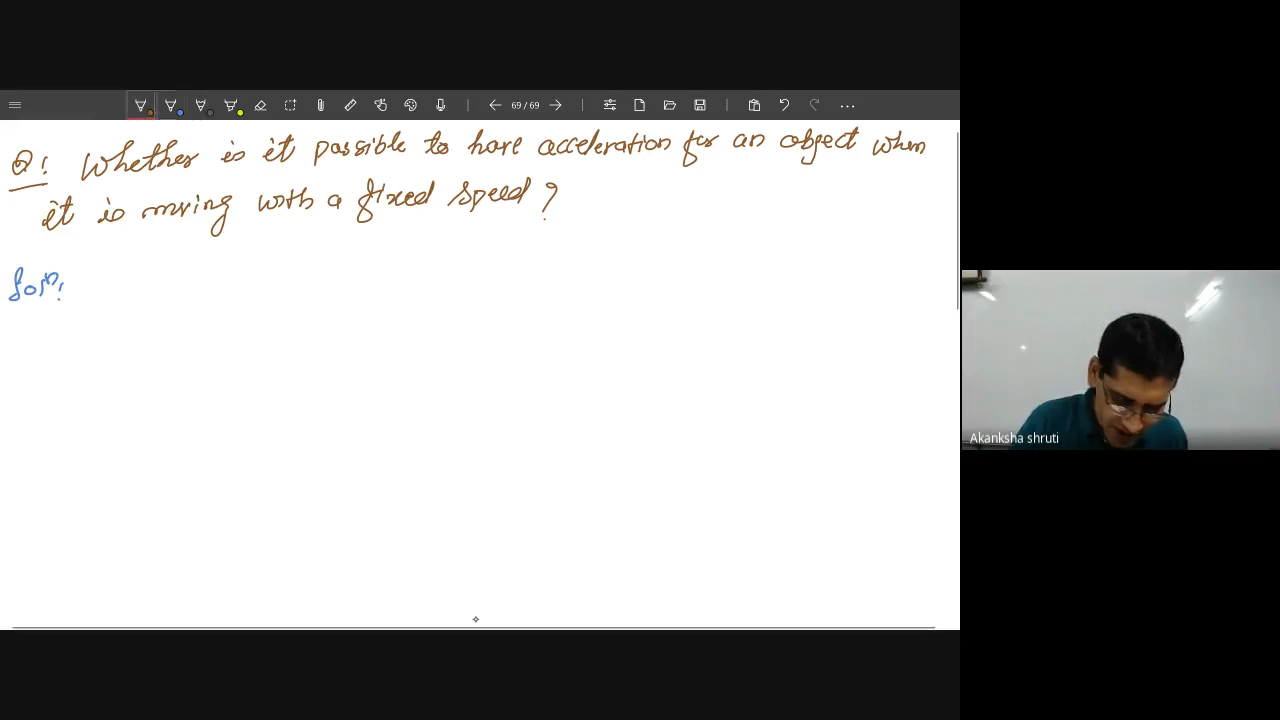 69/69
Q! Whether is it possible to have acceleration for an object when
it is moving with a fixed speed?
Solⁿ:
Akanksha shruti